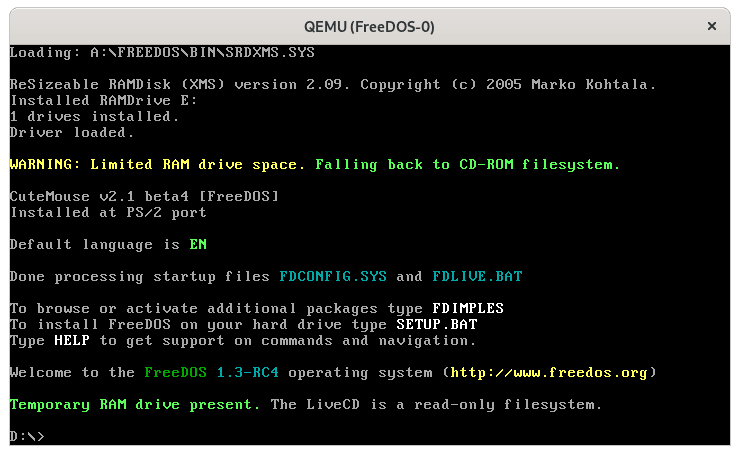 QEMU (FreeDOS-0)
×
Loading: A:\FREEDOS\BIN\SRDXMS.SYS
ReSizeable RAMDisk (XMS) version 2.09. Copyright (c) 2005 Marko Kohtala.
Installed RAMDrive E:
1 drives installed.
Driver loaded.
WARNING: Limited RAM drive space. Falling back to CD-ROM filesystem.
CuteMouse v2.1 beta4 [FreeDOS]
Installed at PS/2 port
Default language is EN
Done processing startup files FDCONFIG.SYS and FDLIVE.BAT
To browse or activate additional packages type FDIMPLES
To install FreeDOS on your hard drive type SETUP.BAT
Type HELP to get support on commands and navigation.
Welcome to the FreeDOS 1.3-RC4 operating system (http://www.freedos.org)
Temporary RAM drive present. The LiveCD is a read-only filesystem.
D:\>